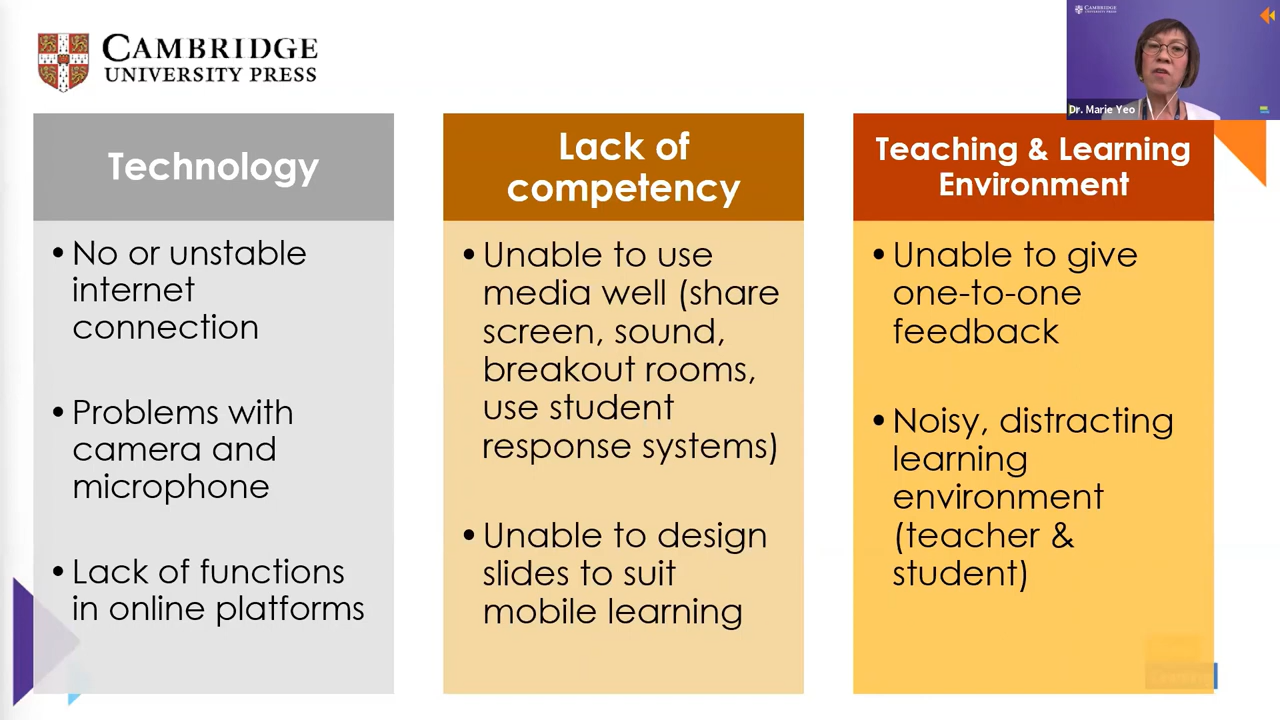 CAMBRIDGE
UNIVERSITY PRESS
CAMBRIDGE
UNIVERSITY PRESS
Dr. Marie Yeo
Technology
• No or unstable
internet
connection
• Problems with
camera and
microphone
• Lack of functions
in online platforms
Lack of
competency
• Unable to use
media well (share
screen, sound,
breakout rooms,
use student
response systems)
• Unable to design
slides to suit
mobile learning
Teaching & Learning
Environment
• Unable to give
one-to-one
feedback
• Noisy, distracting
learning
environment
(teacher &
student)